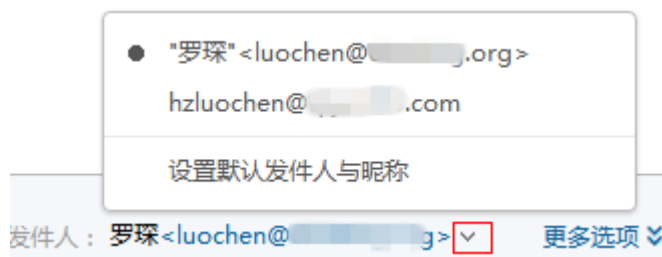 "罗琛"<luochen@ .org>
hzluochen@ .com
设置默认发件人与昵称
发件人：罗琛<luochen@ g> 更多选项